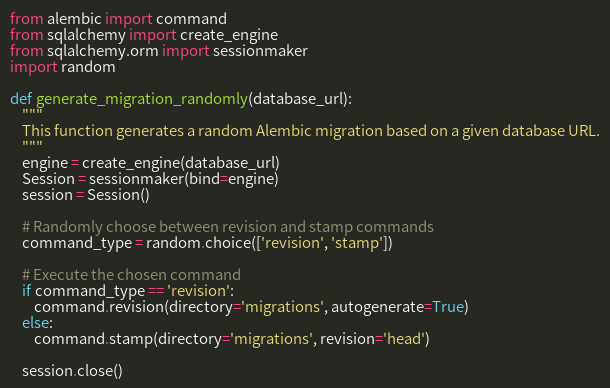 from alembic import command
from sqlalchemy import create_engine
from sqlalchemy.orm import sessionmaker
import random

def generate_migration_randomly(database_url):
    """
    This function generates a random Alembic migration based on a given database URL.
    """
    engine = create_engine(database_url)
    Session = sessionmaker(bind=engine)
    session = Session()

    # Randomly choose between revision and stamp commands
    command_type = random.choice(['revision', 'stamp'])

    # Execute the chosen command
    if command_type == 'revision':
        command.revision(directory='migrations', autogenerate=True)
    else:
        command.stamp(directory='migrations', revision='head')

    session.close()